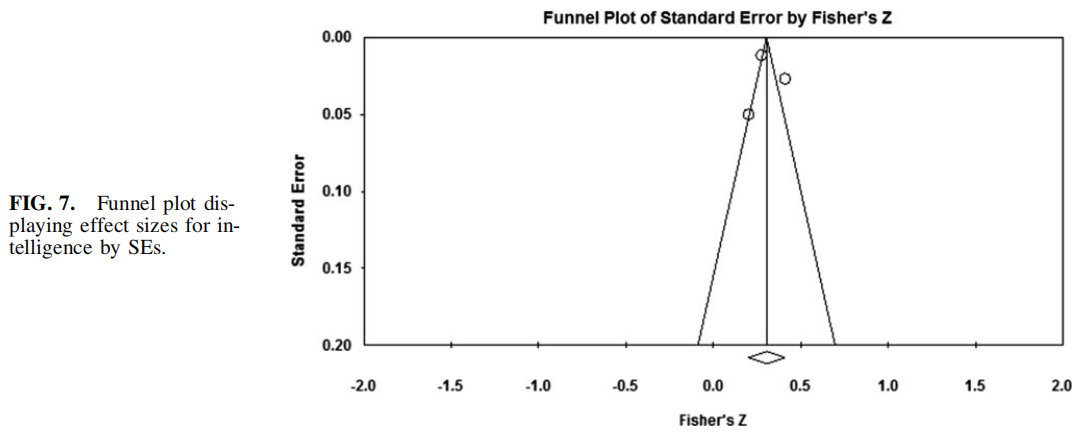 Funnel Plot of Standard Error by Fisher's Z
0.00
0.05
0.10
0.15
0.20
Standard Error
-2.0 -1.5 -1.0 -0.5 0.0 0.5 1.0 1.5 2.0
Fisher's Z
FIG. 7. Funnel plot dis-
playing effect sizes for in-
telligence by SEs.